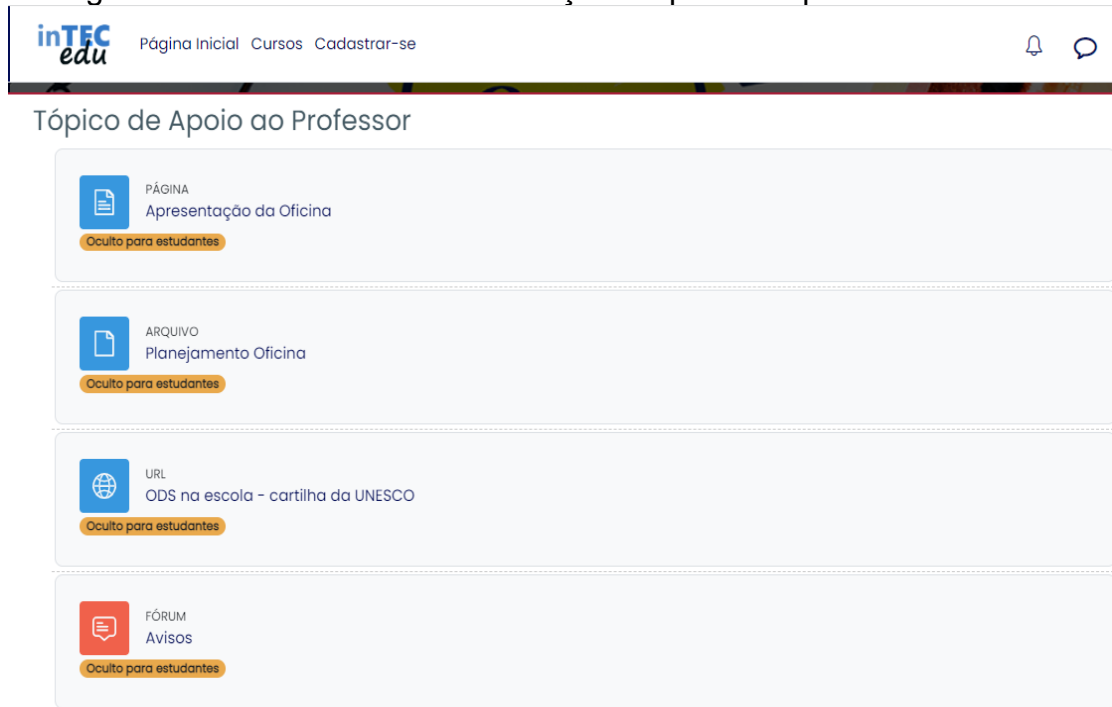 inTEC
edu
Página Inicial Cursos Cadastrar-se
Tópico de Apoio ao Professor
PÁGINA
Apresentação da Oficina
Oculto para estudantes
ARQUIVO
Planejamento Oficina
Oculto para estudantes
URL
ODS na escola - cartilha da UNESCO
Oculto para estudantes
FÓRUM
Avisos
Oculto para estudantes